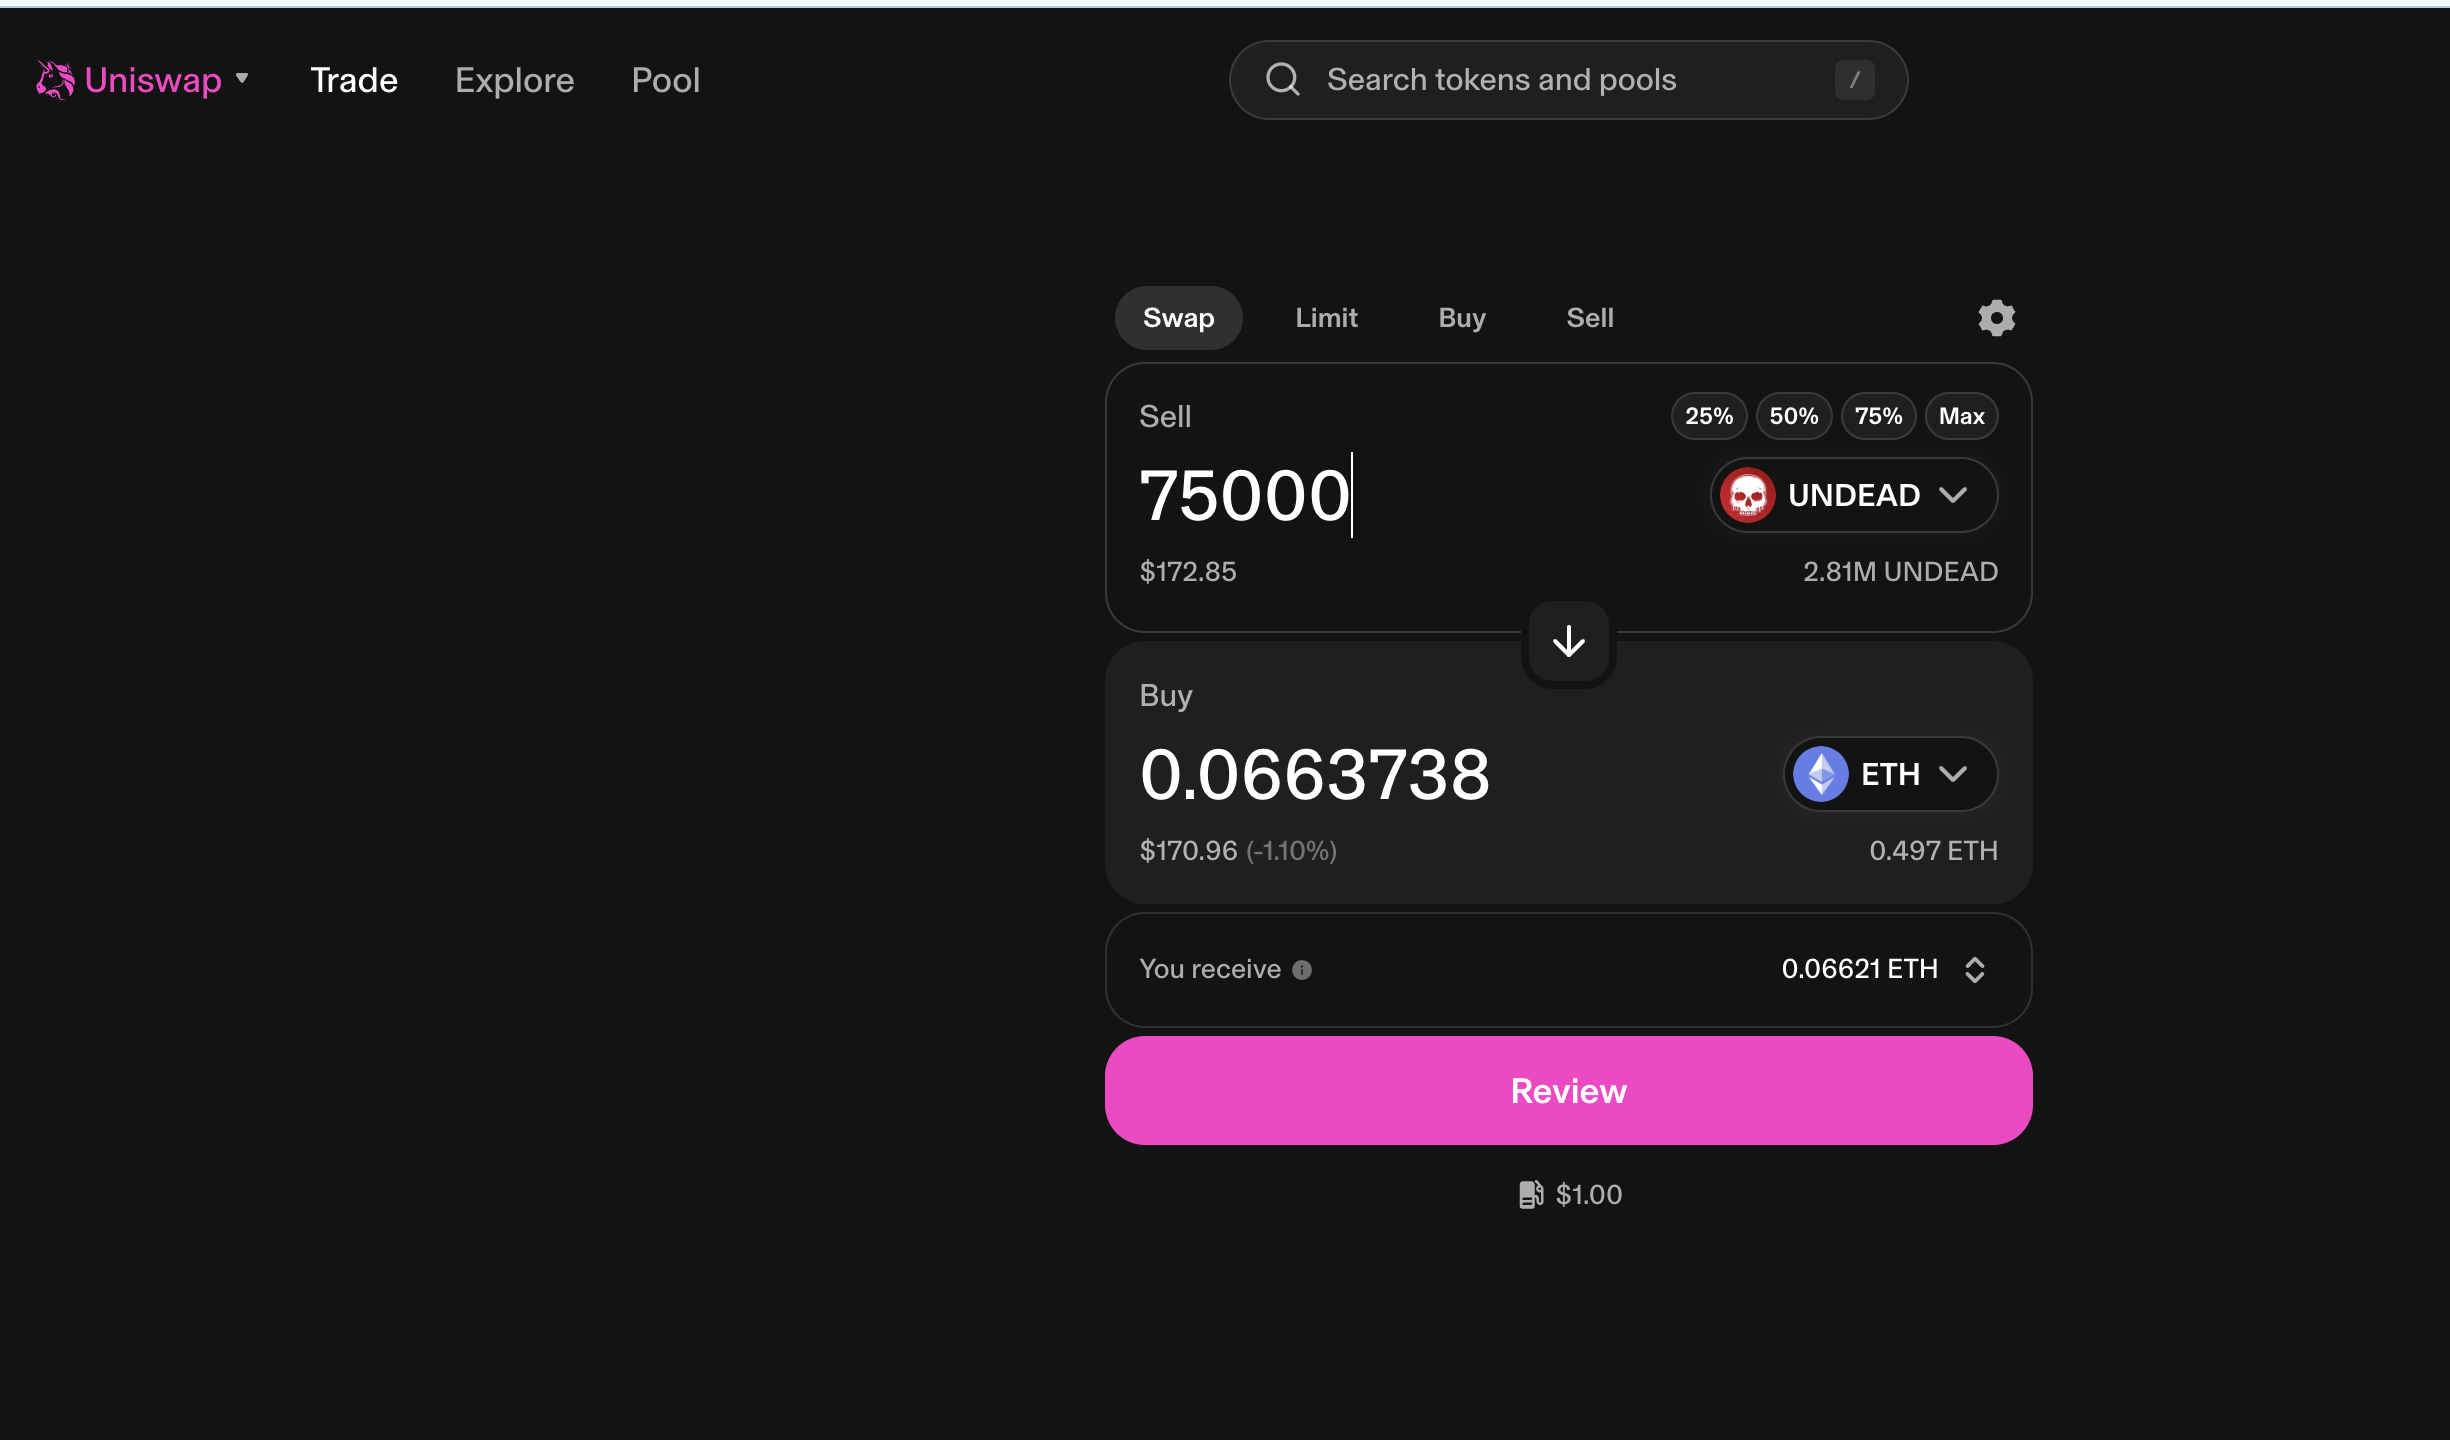 Uniswap Trade Explore Pool Search tokens and pools /
Swap Limit Buy Sell
Sell 25% 50% 75% Max
75000 UNDEAD
$172.85 2.81M UNDEAD
Buy
0.0663738 ETH
$170.96 (-1.10%) 0.497 ETH
You receive 0.06621 ETH
Review
$1.00